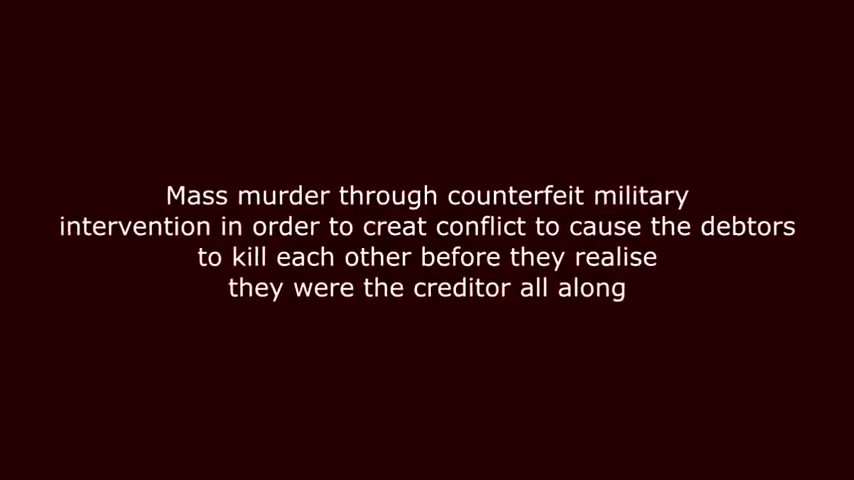 Mass murder through counterfeit military
intervention in order to creat conflict to cause the debtors
to kill each other before they realise
they were the creditor all along